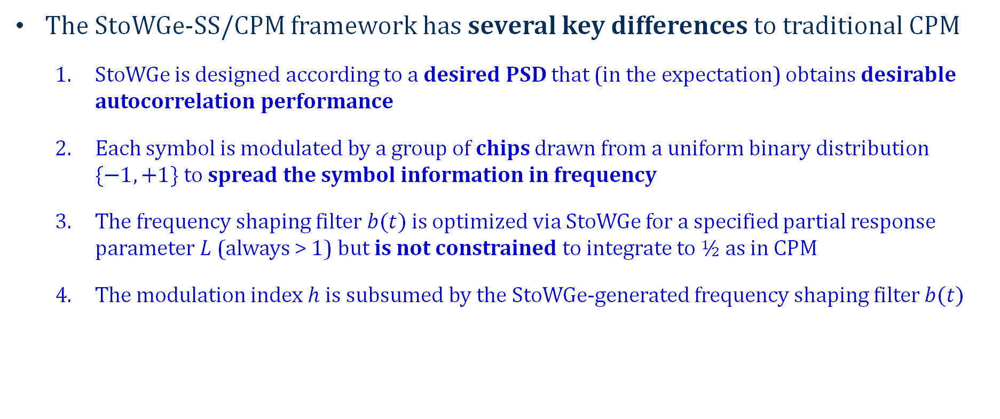 • The StoWGe-SS/CPM framework has several key differences to traditional CPM
1. StoWGe is designed according to a desired PSD that (in the expectation) obtains desirable
autocorrelation performance
2. Each symbol is modulated by a group of chips drawn from a uniform binary distribution
{−1, +1} to spread the symbol information in frequency
3. The frequency shaping filter b(t) is optimized via StoWGe for a specified partial response
parameter L (always > 1) but is not constrained to integrate to ½ as in CPM
4. The modulation index h is subsumed by the StoWGe-generated frequency shaping filter b(t)